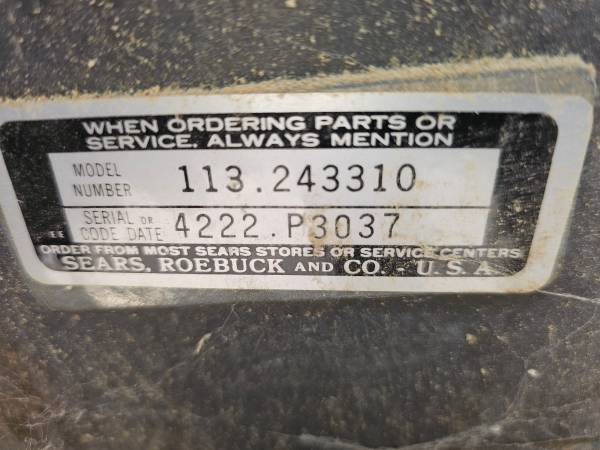 WHEN ORDERING PARTS OR
SERVICE, ALWAYS MENTION
MODEL
NUMBER 113.243310
SERIAL OR
CODE DATE 4222.P3037
EE
ORDER FROM MOST SEARS STORES OR SERVICE CENTERS
SEARS, ROEBUCK AND CO. - U.S.A.